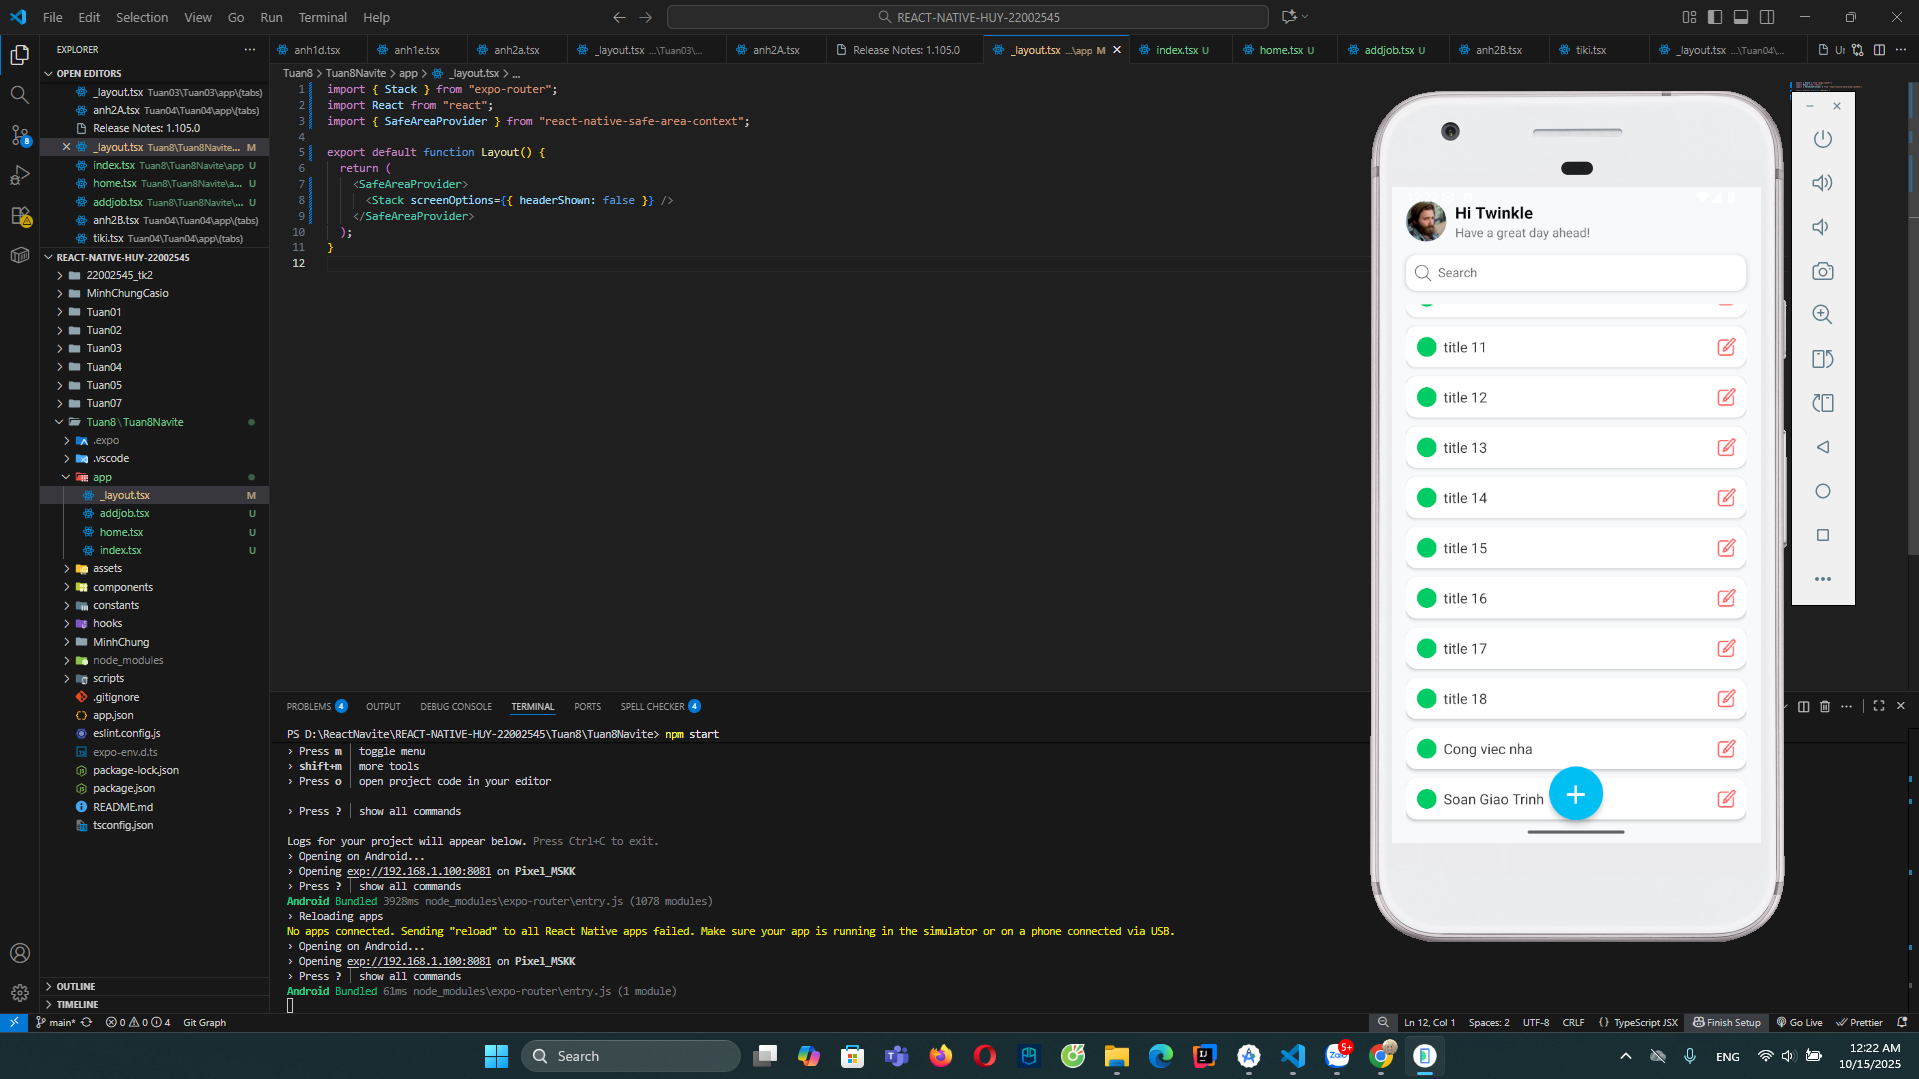 File Edit Selection View Go Run Terminal Help
REACT-NATIVE-HUY-22002545
EXPLORER
OPEN EDITORS
_layout.tsx Tuan03\Tuan03\app\(tabs)
anh2A.tsx Tuan04\Tuan04\app\(tabs)
Release Notes: 1.105.0
_layout.tsx Tuan8\Tuan8Navite... M
index.tsx Tuan8\Tuan8Navite\app U
home.tsx Tuan8\Tuan8Navite\a... U
addjob.tsx Tuan8\Tuan8Navite\... U
anh2B.tsx Tuan04\Tuan04\app\(tabs)
tiki.tsx Tuan04\Tuan04\app\(tabs)
REACT-NATIVE-HUY-22002545
22002545_tk2
MinhChungCasio
Tuan01
Tuan02
Tuan03
Tuan04
Tuan05
Tuan07
Tuan8\Tuan8Navite
.expo
.vscode
app
_layout.tsx M
addjob.tsx U
home.tsx U
index.tsx U
assets
components
constants
hooks
MinhChung
node_modules
scripts
.gitignore
app.json
eslint.config.js
expo-env.d.ts
package-lock.json
package.json
README.md
tsconfig.json
OUTLINE
TIMELINE
anh1d.tsx anh1e.tsx anh2a.tsx _layout.tsx ...\Tuan03\... anh2A.tsx Release Notes: 1.105.0 _layout.tsx ...\app M index.tsx U home.tsx U addjob.tsx U anh2B.tsx tiki.tsx _layout.tsx ...\Tuan04\... Ur
Tuan8 > Tuan8Navite > app > _layout.tsx > ...
1 import { Stack } from "expo-router";
2 import React from "react";
3 import { SafeAreaProvider } from "react-native-safe-area-context";
4
5 export default function Layout() {
6 return (
7 <SafeAreaProvider>
8 <Stack screenOptions={{ headerShown: false }} />
9 </SafeAreaProvider>
10 );
11 }
12
PROBLEMS 4 OUTPUT DEBUG CONSOLE TERMINAL PORTS SPELL CHECKER 4
PS D:\ReactNavite\REACT-NATIVE-HUY-22002545\Tuan8\Tuan8Navite> npm start
› Press m │ toggle menu
› shift+m │ more tools
› Press o │ open project code in your editor
› Press ? │ show all commands
Logs for your project will appear below. Press Ctrl+C to exit.
› Opening on Android...
› Opening exp://192.168.1.100:8081 on Pixel_MSKK
› Press ? │ show all commands
Android Bundled 3928ms node_modules\expo-router\entry.js (1078 modules)
› Reloading apps
No apps connected. Sending "reload" to all React Native apps failed. Make sure your app is running in the simulator or on a phone connected via USB.
› Opening on Android...
› Opening exp://192.168.1.100:8081 on Pixel_MSKK
› Press ? │ show all commands
Android Bundled 61ms node_modules\expo-router\entry.js (1 module)
Hi Twinkle
Have a great day ahead!
Search
title 11
title 12
title 13
title 14
title 15
title 16
title 17
title 18
Cong viec nha
Soan Giao Trinh
+
main* 0 0 4 Git Graph
Ln 12, Col 1 Spaces: 2 UTF-8 CRLF {} TypeScript JSX Finish Setup Go Live Prettier
8
Search
5+
ENG
12:22 AM
10/15/2025